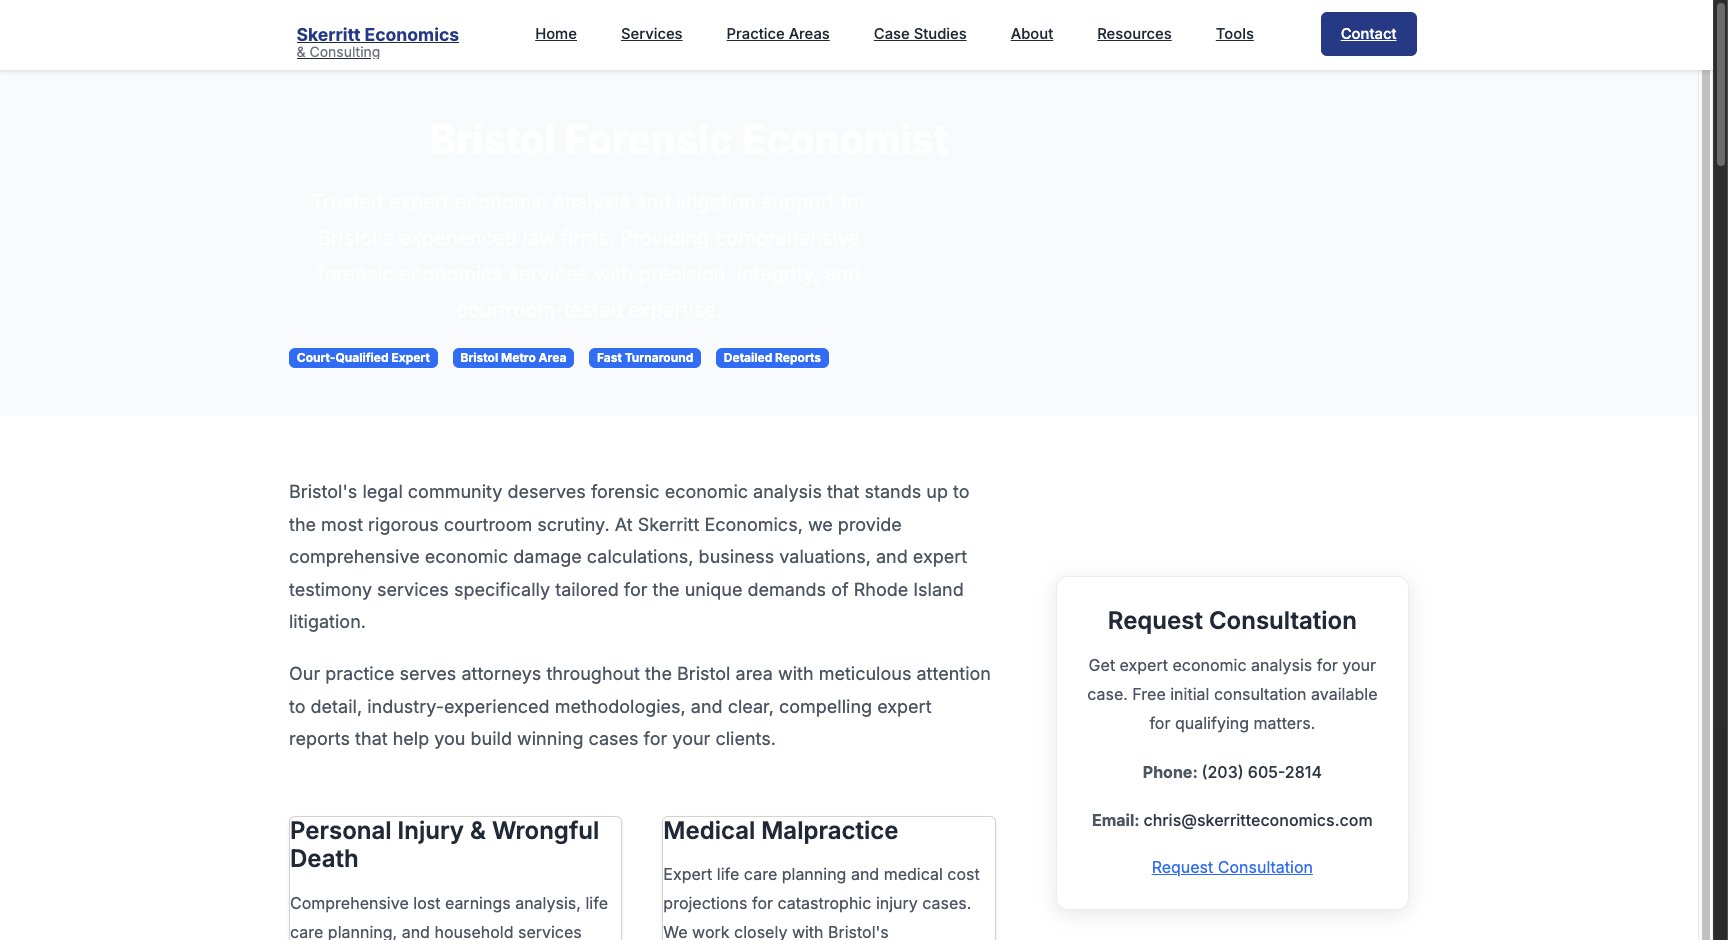 Skerritt Economics
& Consulting
Home
Services
Practice Areas
Case Studies
About
Resources
Tools
Contact
Bristol Forensic Economist
Trusted expert economic analysis and litigation support for
Bristol's experienced law firms. Providing comprehensive
forensic economics services with precision, integrity, and
courtroom-tested expertise.
Court-Qualified Expert
Bristol Metro Area
Fast Turnaround
Detailed Reports
Bristol's legal community deserves forensic economic analysis that stands up to
the most rigorous courtroom scrutiny. At Skerritt Economics, we provide
comprehensive economic damage calculations, business valuations, and expert
testimony services specifically tailored for the unique demands of Rhode Island
litigation.
Our practice serves attorneys throughout the Bristol area with meticulous attention
to detail, industry-experienced methodologies, and clear, compelling expert
reports that help you build winning cases for your clients.
Personal Injury & Wrongful
Death
Comprehensive lost earnings analysis, life
care planning, and household services
Medical Malpractice
Expert life care planning and medical cost
projections for catastrophic injury cases.
We work closely with Bristol's
Request Consultation
Get expert economic analysis for your
case. Free initial consultation available
for qualifying matters.
Phone: (203) 605-2814
Email: chris@skerritteconomics.com
Request Consultation